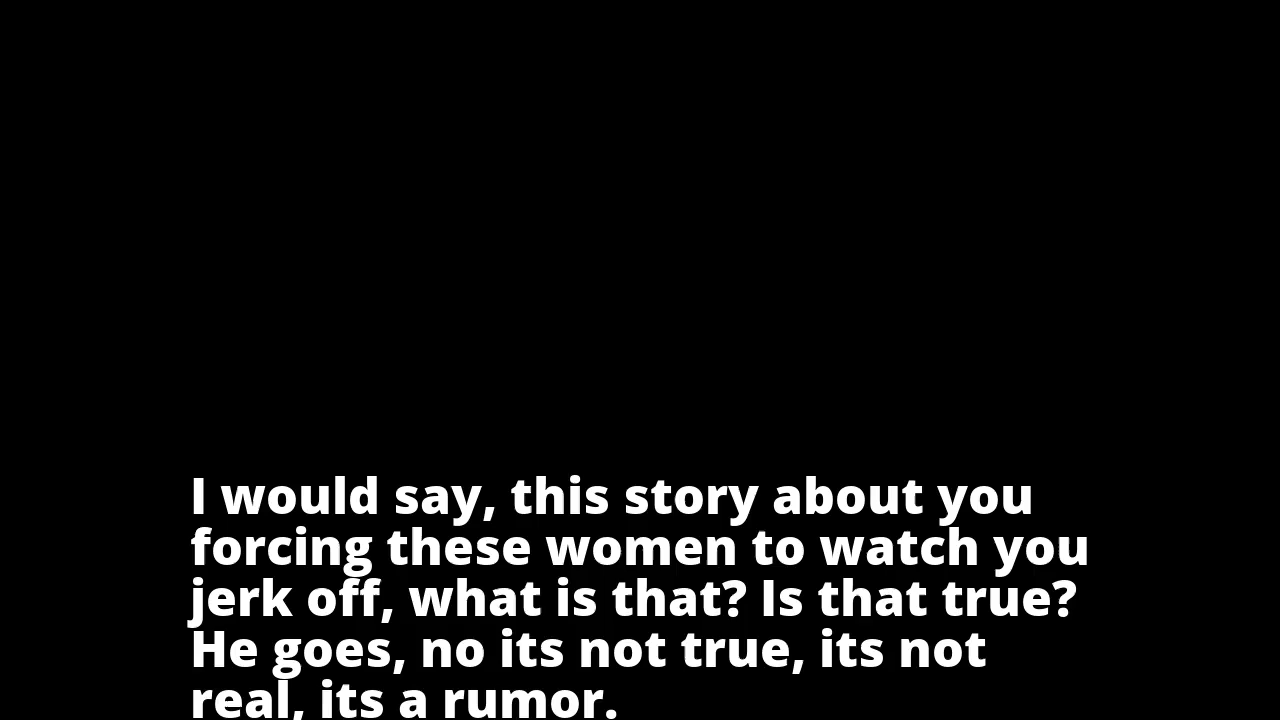 I would say, this story about you
forcing these women to watch you
jerk off, what is that? Is that true?
He goes, no its not true, its not
real, its a rumor.